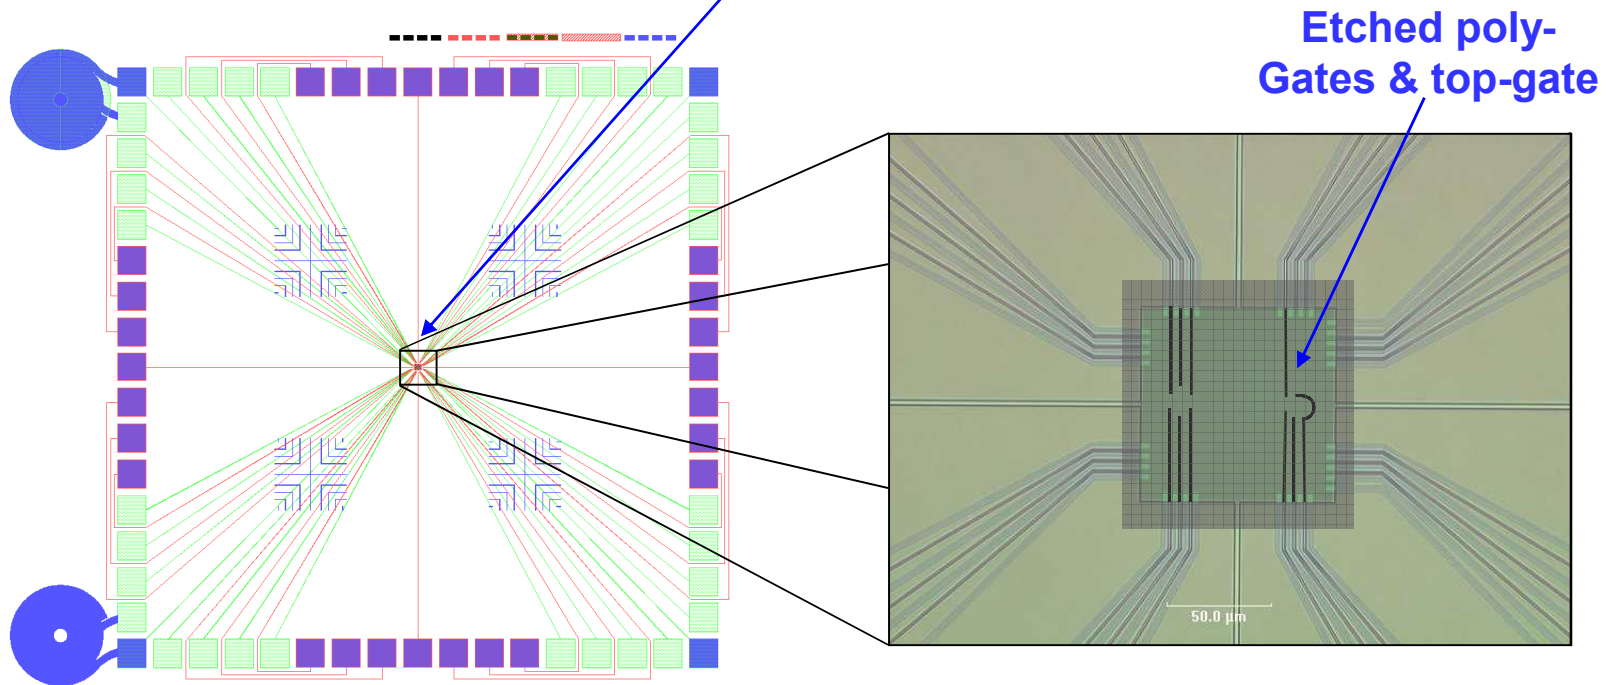 Etched poly-
Gates & top-gate
50.0 µm